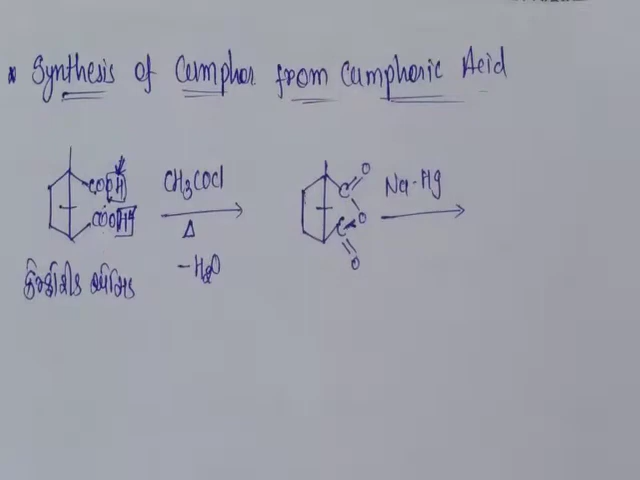 * Synthesis of Camphor from Camphoric Acid
COOH
COOH
CH3COCl
Δ
-H2O
C
O
O
C
O
Na-Hg